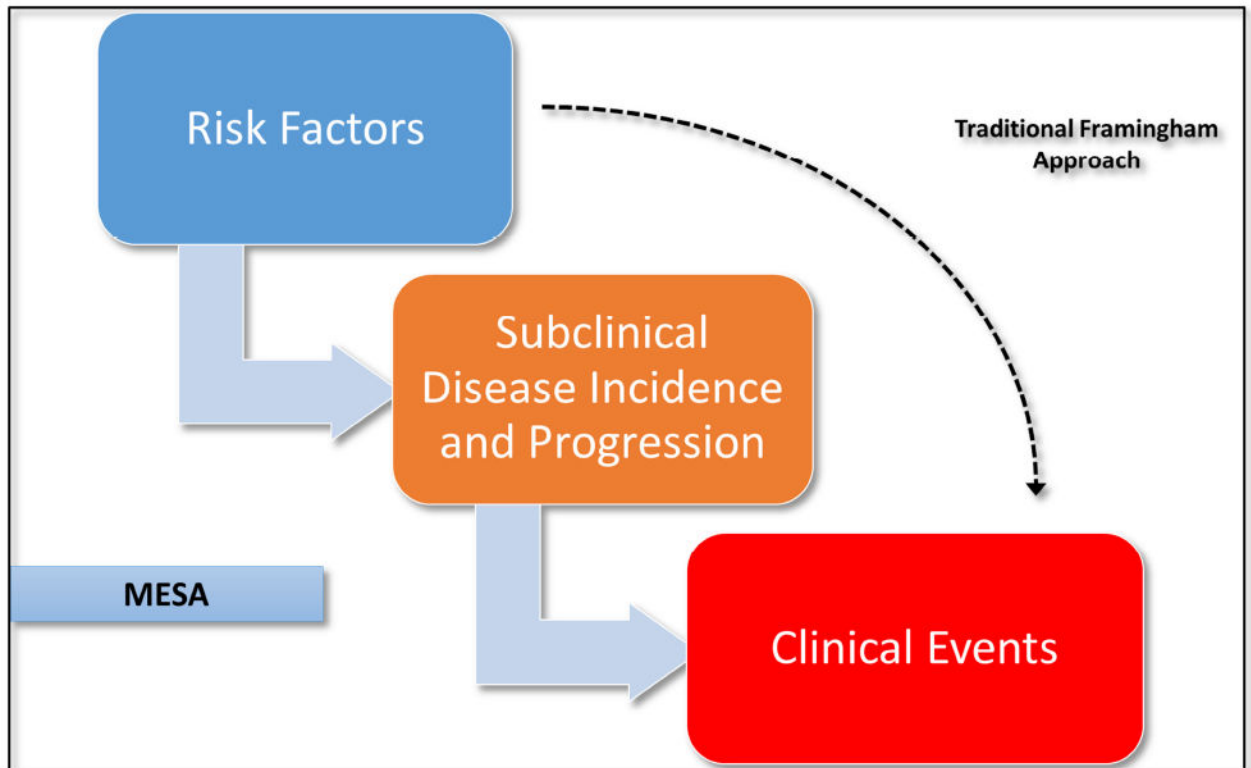 Risk Factors
Traditional Framingham
Approach
Subclinical
Disease Incidence
and Progression
MESA
Clinical Events